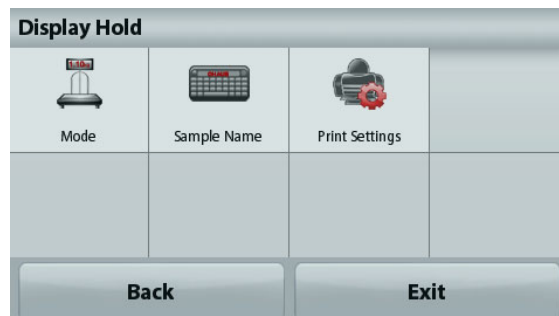 Display Hold
Mode
Sample Name
Print Settings
Back
Exit